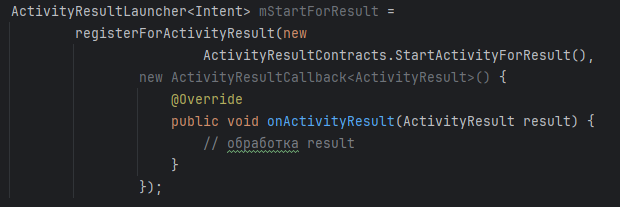 ActivityResultLauncher<Intent> mStartForResult =
registerForActivityResult(new
ActivityResultContracts.StartActivityForResult(),
new ActivityResultCallback<ActivityResult>() {
@Override
public void onActivityResult(ActivityResult result) {
// обработка result
}
});